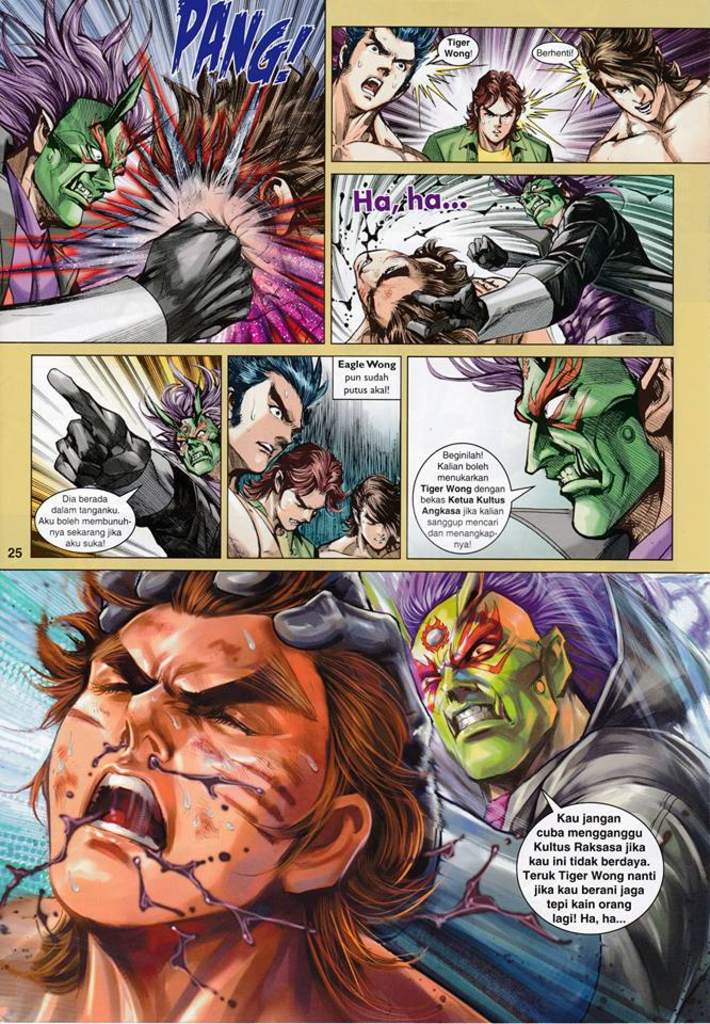 PANG!
Tiger
Wong!
Berhenti!
Ha, ha...
Dia berada
dalam tanganku.
Aku boleh membunuh-
nya sekarang jika
aku suka!
Eagle Wong
pun sudah
putus akal!
Beginilah!
Kalian boleh
menukarkan
Tiger Wong dengan
bekas Ketua Kultus
Angkasa jika kalian
sanggup mencari
dan menangkap-
nya!
25
Kau jangan
cuba mengganggu
Kultus Raksasa jika
kau ini tidak berdaya.
Teruk Tiger Wong nanti
jika kau berani jaga
tepi kain orang
lagi! Ha, ha...